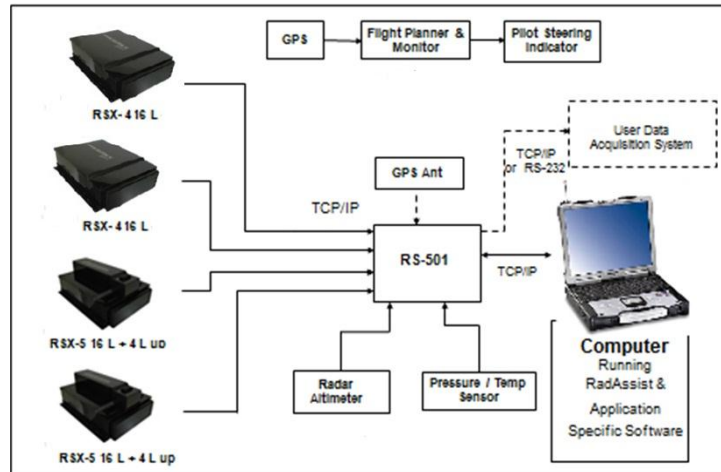 GPS
Flight Planner &
Monitor
Pilot Steering
Indicator
RSX- 4 16 L
User Data
Acquisition System
TCP/IP
or RS-232
GPS Ant
TCP/IP
RSX- 4 16 L
RS-501
TCP/IP
RSX-5 16 L + 4 L up
Radar
Altimeter
Pressure / Temp
Sensor
Computer
Running
RadAssist &
Application
Specific Software
RSX-5 16 L + 4 L up